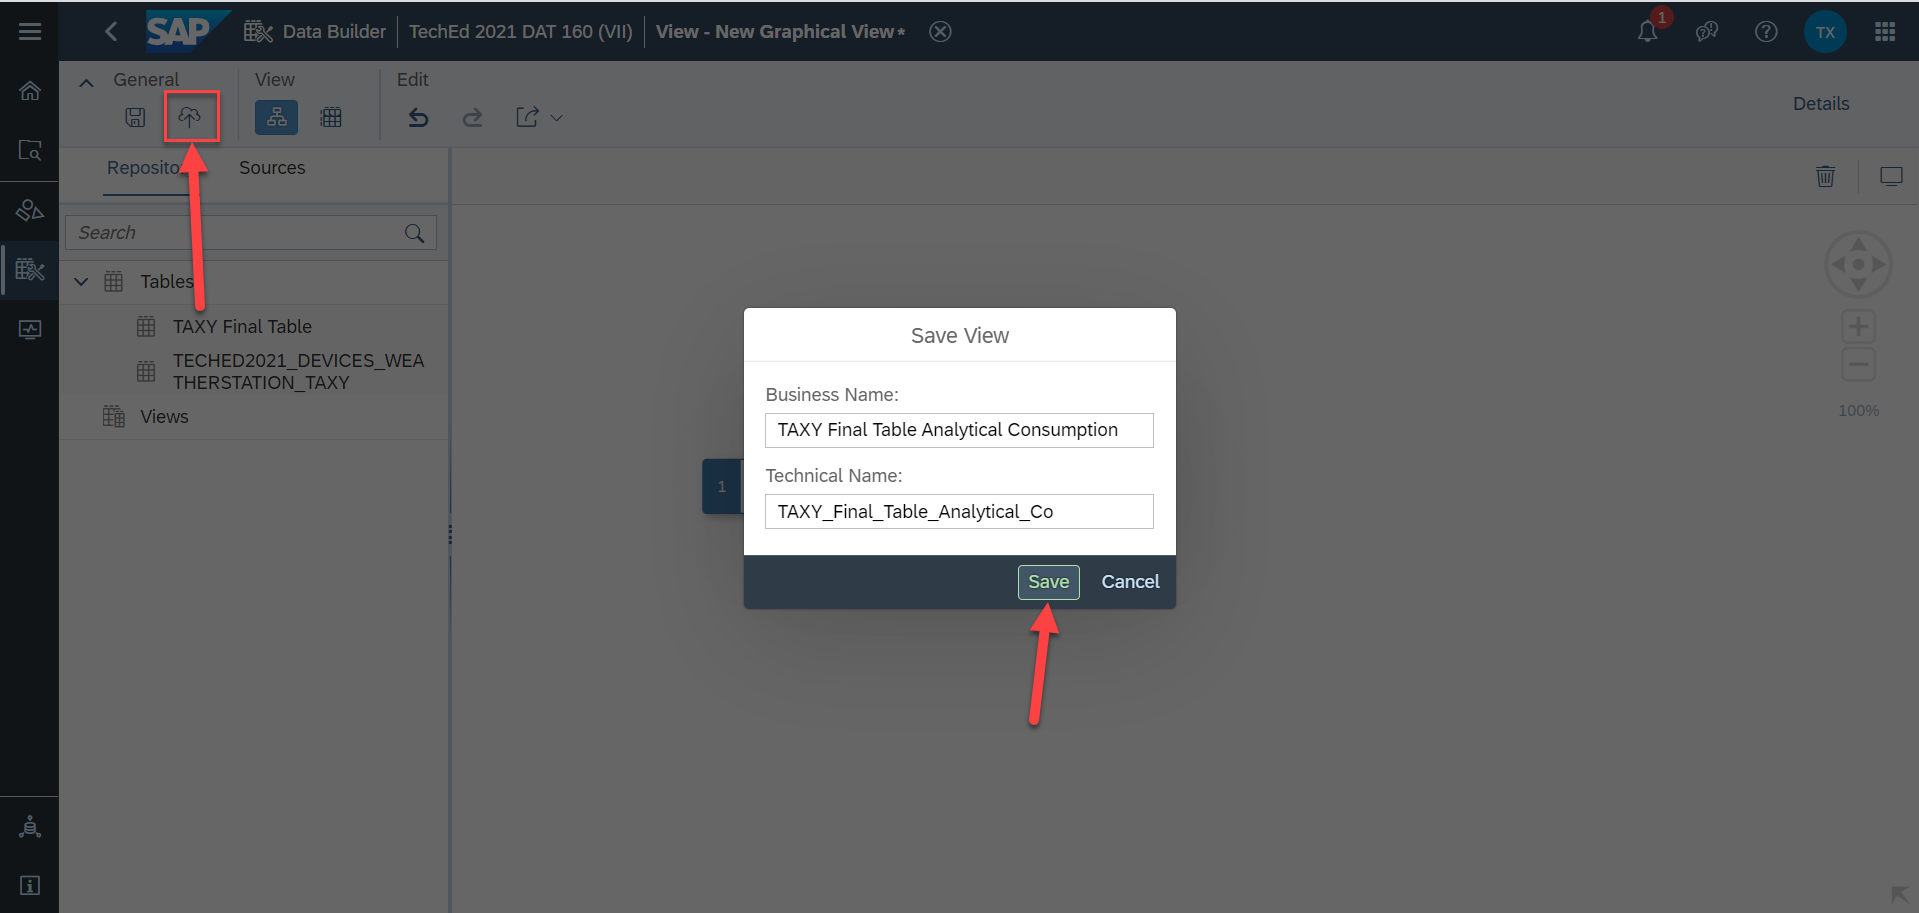 SAP
Data Builder
TechEd 2021 DAT 160 (VII)
View - New Graphical View*
1
TX
General
View
Edit
Details
Sources
Search
Tables
TAXY Final Table
TECHED2021_DEVICES_WEA
THERSTATION_TAXY
Views
100%
1
Save View
Business Name:
TAXY Final Table Analytical Consumption
Technical Name:
TAXY_Final_Table_Analytical_Co
Save
Cancel